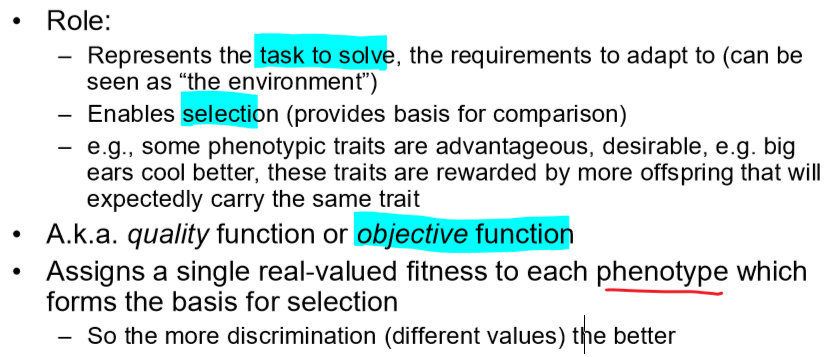 • Role:
– Represents the task to solve, the requirements to adapt to (can be
seen as “the environment”)
– Enables selection (provides basis for comparison)
– e.g., some phenotypic traits are advantageous, desirable, e.g. big
ears cool better, these traits are rewarded by more offspring that will
expectedly carry the same trait
• A.k.a. quality function or objective function
• Assigns a single real-valued fitness to each phenotype which
forms the basis for selection
– So the more discrimination (different values) the better